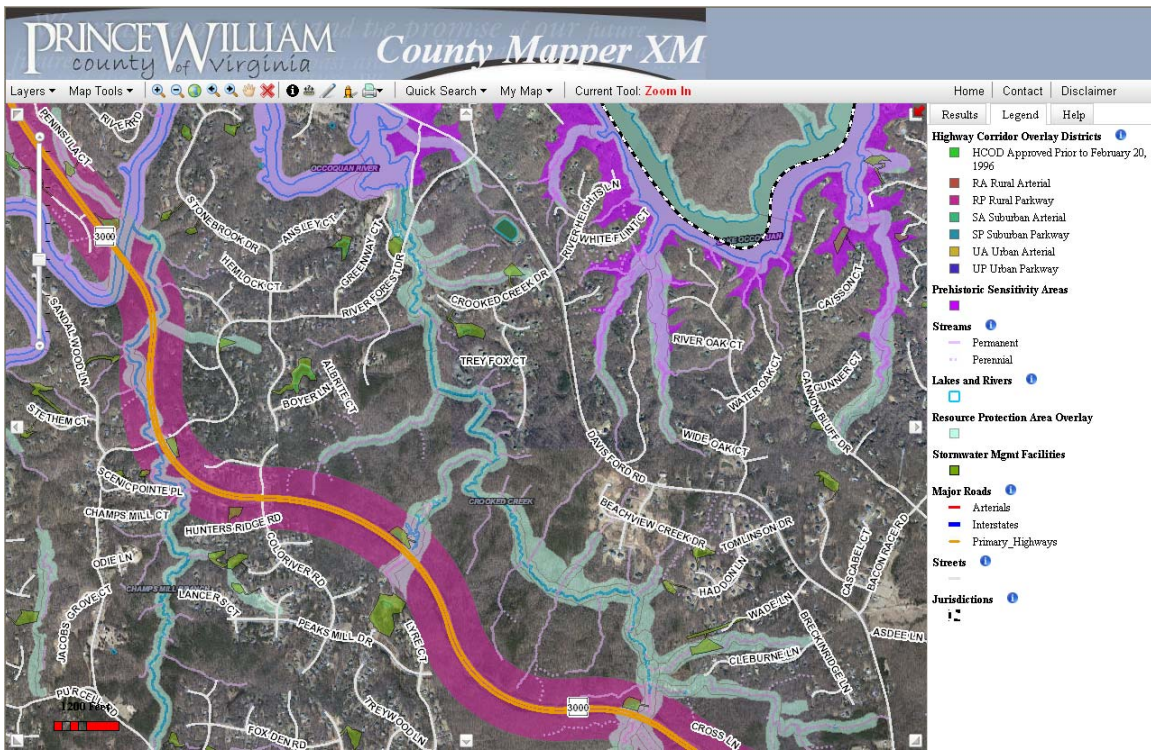 PRINCE WILLIAM
county of Virginia
County Mapper XM
Layers Map Tools Quick Search My Map Current Tool: Zoom In Home Contact Disclaimer
Results Legend Help
Highway Corridor Overlay Districts
HCOD Approved Prior to February 20,
1996
RA Rural Arterial
RP Rural Parkway
SA Suburban Arterial
SP Suburban Parkway
UA Urban Arterial
UP Urban Parkway
Prehistoric Sensitivity Areas
Streams
Permanent
Perennial
Lakes and Rivers
Resource Protection Area Overlay
Stormwater Mgmt Facilities
Major Roads
Arterials
Interstates
Primary_Highways
Streets
Jurisdictions
PENINSULA CT
OCCOQUAN RIVER
STONEBROOK DR
ANSLEY CT
GREENWAY CT
RIVER HEIGHTS LN
WHITE FLINT CT
3000
HEMLOCK CT
RIVER FOREST DR
CROOKED CREEK DR
CAISSON CT
SANDALWOOD LN
RIVER OAK CT
TREY FOX CT
ALBRITE CT
BOYER LN
WATER OAK CT
GUNNER CT
STETHEM CT
CANNON BLUFF DR
DAVIS FORD RD
WIDE OAK CT
SCENIC POINTE PL
CROOKED CREEK
CHAMPS MILL CT
BEACHVIEW CREEK DR
HUNTERS RIDGE RD
TOMLINSON DR
ODIE LN
COLORIVER RD
CASCABEL CT
BACON RACE RD
HADDON LN
LANCERS CT
JACOBS GROVE CT
WADE LN
PEAKS MILL DR
LYRE CT
BRECKINRIDGE LN
ASDEE LN
CLEBURNE LN
PURCELL RD
1200 Feet
3000
TREYWOOD LN
FOX DEN RD
CROSS LN